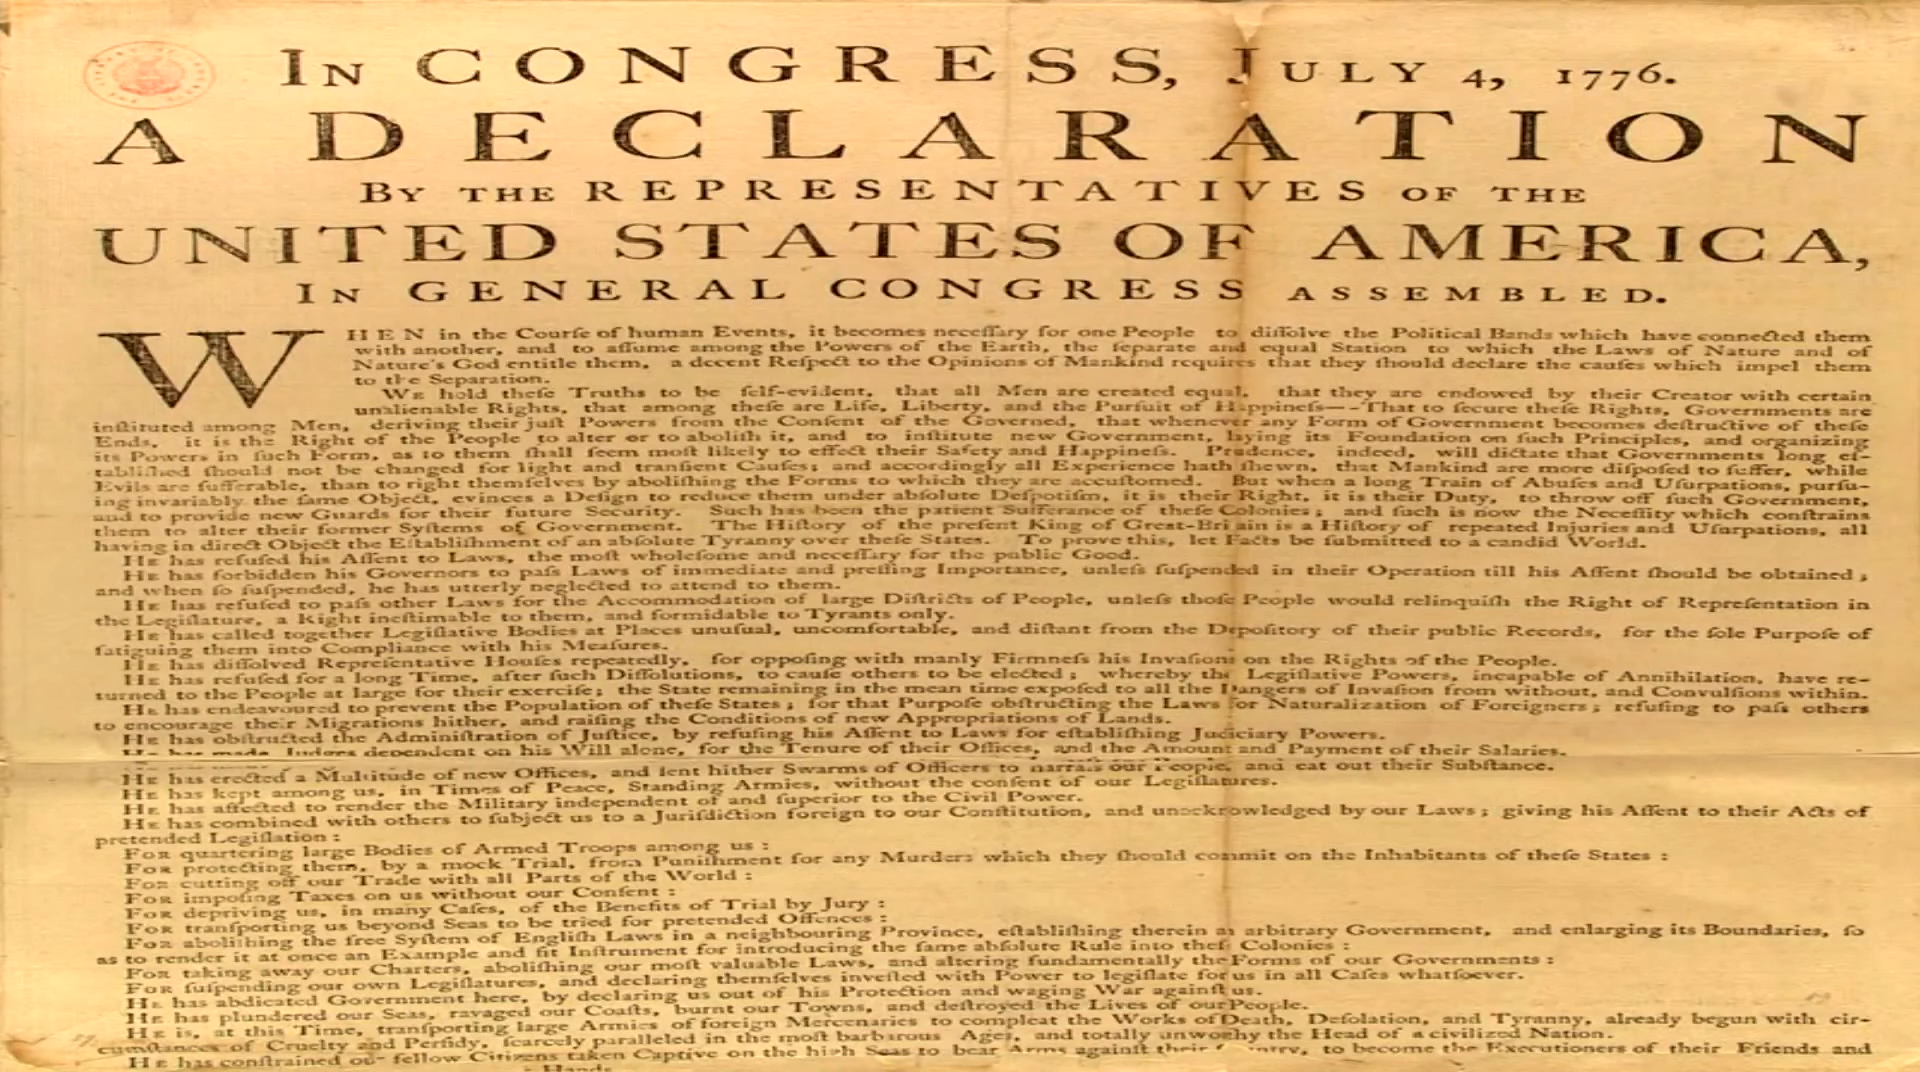 IN CONGRESS, JULY 4, 1776.
A DECLARATION
BY THE REPRESENTATIVES OF THE
UNITED STATES OF AMERICA,
IN GENERAL CONGRESS ASSEMBLED.
WHEN in the Courſe of human Events, it becomes neceſſary for one People to diſſolve the Political Bands which have connected them
with another, and to aſſume among the Powers of the Earth, the ſeparate and equal Station to which the Laws of Nature and of
Nature's God entitle them, a decent Reſpect to the Opinions of Mankind requires that they ſhould declare the cauſes which impel them
to the Separation.
WE hold theſe Truths to be ſelf-evident, that all Men are created equal, that they are endowed by their Creator with certain
unalienable Rights, that among theſe are Life, Liberty, and the Purſuit of Happineſs—-That to ſecure theſe Rights, Governments are
inſtituted among Men, deriving their juſt Powers from the Conſent of the Governed, that whenever any Form of Government becomes deſtructive of theſe
Ends, it is the Right of the People to alter or to aboliſh it, and to inſtitute new Government, laying its Foundation on ſuch Principles, and organizing
its Powers in ſuch Form, as to them ſhall ſeem moſt likely to effect their Safety and Happineſs. Prudence, indeed, will dictate that Governments long eſ-
tabliſhed ſhould not be changed for light and tranſient Cauſes; and accordingly all Experience hath ſhewn, that Mankind are more diſpoſed to ſuffer, while
Evils are ſufferable, than to right themſelves by aboliſhing the Forms to which they are accuſtomed. But when a long Train of Abuſes and Uſurpations, purſu-
ing invariably the ſame Object, evinces a Deſign to reduce them under abſolute Deſpotiſm, it is their Right, it is their Duty, to throw off ſuch Government,
and to provide new Guards for their future Security. Such has been the patient Sufferance of theſe Colonies; and ſuch is now the Neceſſity which conſtrains
them to alter their former Syſtems of Government. The Hiſtory of the preſent King of Great-Britain is a Hiſtory of repeated Injuries and Uſurpations, all
having in direct Object the Eſtabliſhment of an abſolute Tyranny over theſe States. To prove this, let Facts be ſubmitted to a candid World.
HE has refuſed his Aſſent to Laws, the moſt wholeſome and neceſſary for the public Good.
HE has forbidden his Governors to paſs Laws of immediate and preſſing Importance, unleſs ſuſpended in their Operation till his Aſſent ſhould be obtained;
and when ſo ſuſpended, he has utterly neglected to attend to them.
HE has refuſed to paſs other Laws for the Accommodation of large Diſtricts of People, unleſs thoſe People would relinquiſh the Right of Repreſentation in
the Legiſlature, a Right ineſtimable to them, and formidable to Tyrants only.
HE has called together Legiſlative Bodies at Places unuſual, uncomfortable, and diſtant from the Depoſitory of their public Records, for the ſole Purpoſe of
fatiguing them into Compliance with his Meaſures.
HE has diſſolved Repreſentative Houſes repeatedly, for oppoſing with manly Firmneſs his Invaſions on the Rights of the People.
HE has refuſed for a long Time, after ſuch Diſſolutions, to cauſe others to be elected; whereby the Legiſlative Powers, incapable of Annihilation, have re-
turned to the People at large for their exerciſe; the State remaining in the mean time expoſed to all the Dangers of Invaſion from without, and Convulſions within.
HE has endeavoured to prevent the Population of theſe States; for that Purpoſe obſtructing the Laws for Naturalization of Foreigners; refuſing to paſs others
to encourage their Migrations hither, and raiſing the Conditions of new Appropriations of Lands.
HE has obſtructed the Adminiſtration of Juſtice, by refuſing his Aſſent to Laws for eſtabliſhing Judiciary Powers.
HE has made Judges dependent on his Will alone, for the Tenure of their Offices, and the Amount and Payment of their Salaries.
HE has erected a Multitude of new Offices, and ſent hither Swarms of Officers to harraſs our People, and eat out their Subſtance.
HE has kept among us, in Times of Peace, Standing Armies, without the conſent of our Legiſlatures.
HE has affected to render the Military independent of and ſuperior to the Civil Power.
HE has combined with others to ſubject us to a Juriſdiction foreign to our Conſtitution, and unacknowledged by our Laws; giving his Aſſent to their Acts of
pretended Legiſlation:
FOR quartering large Bodies of Armed Troops among us:
FOR protecting them, by a mock Trial, from Puniſhment for any Murders which they ſhould commit on the Inhabitants of theſe States:
FOR cutting off our Trade with all Parts of the World:
FOR impoſing Taxes on us without our Conſent:
FOR depriving us, in many Caſes, of the Benefits of Trial by Jury:
FOR tranſporting us beyond Seas to be tried for pretended Offences:
FOR aboliſhing the free Syſtem of Engliſh Laws in a neighbouring Province, eſtabliſhing therein an arbitrary Government, and enlarging its Boundaries, ſo
as to render it at once an Example and fit Inſtrument for introducing the ſame abſolute Rule into theſe Colonies:
FOR taking away our Charters, aboliſhing our moſt valuable Laws, and altering fundamentally the Forms of our Governments:
FOR ſuſpending our own Legiſlatures, and declaring themſelves inveſted with Power to legiſlate for us in all Caſes whatſoever.
HE has abdicated Government here, by declaring us out of his Protection and waging War againſt us.
HE has plundered our Seas, ravaged our Coaſts, burnt our Towns, and deſtroyed the Lives of our People.
HE is, at this Time, tranſporting large Armies of foreign Mercenaries to compleat the Works of Death, Deſolation, and Tyranny, already begun with cir-
cumſtances of Cruelty and Perfidy, ſcarcely paralleled in the moſt barbarous Ages, and totally unworthy the Head of a civilized Nation.
HE has conſtrained our fellow Citizens taken Captive on the high Seas to bear Arms againſt their Country, to become the Executioners of their Friends and
Hands